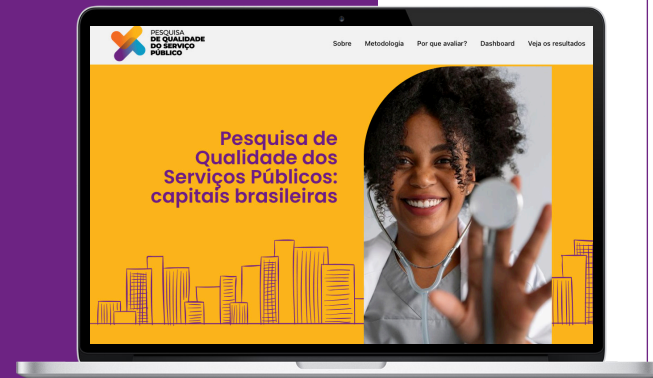 PESQUISA
DE QUALIDADE
DO SERVIÇO
PÚBLICO
Sobre Metodologia Por que avaliar? Dashboard Veja os resultados
Pesquisa de
Qualidade dos
Serviços Públicos:
capitais brasileiras